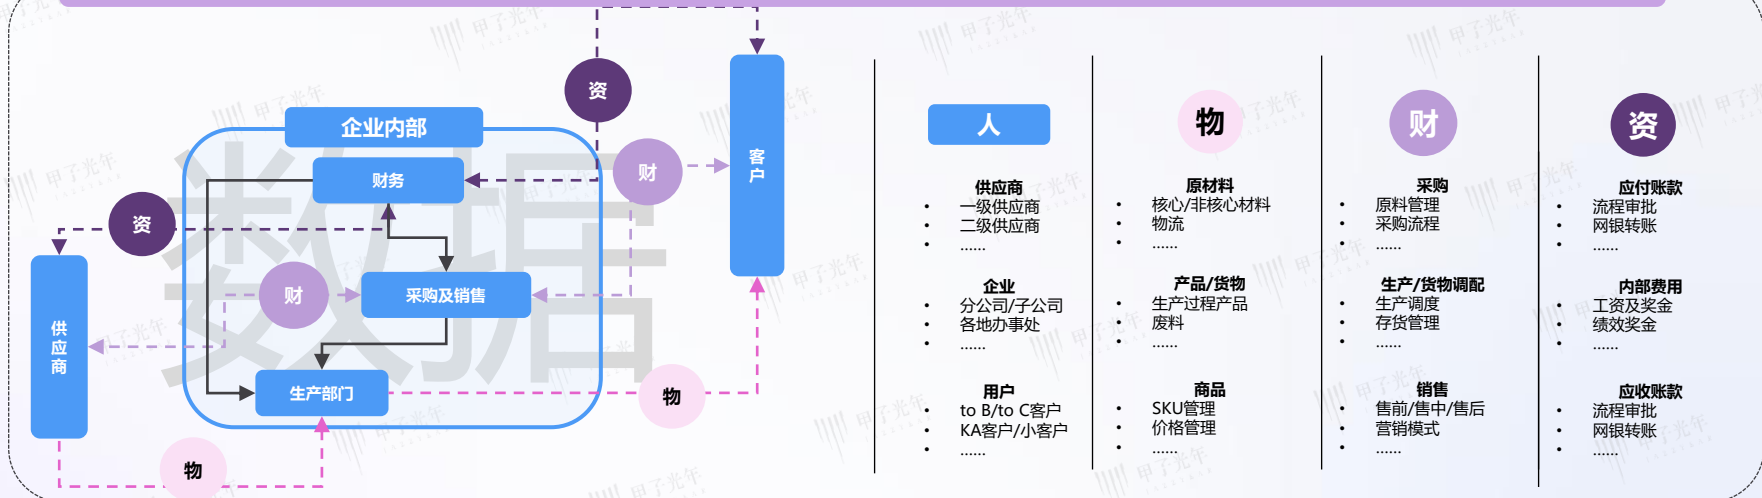 数据
企业内部
财务
采购及销售
生产部门
供应商
客户
资
资
财
财
物
物
人
供应商
• 一级供应商
• 二级供应商
• ......
企业
• 分公司/子公司
• 各地办事处
• ......
用户
• to B/to C客户
• KA客户/小客户
• ......
物
原材料
• 核心/非核心材料
• 物流
• ......
产品/货物
• 生产过程产品
• 废料
• ......
商品
• SKU管理
• 价格管理
• ......
财
采购
• 原料管理
• 采购流程
• ......
生产/货物调配
• 生产调度
• 存货管理
• ......
销售
• 售前/售中/售后
• 营销模式
• ......
资
应付账款
• 流程审批
• 网银转账
• ......
内部费用
• 工资及奖金
• 绩效奖金
• ......
应收账款
• 流程审批
• 网银转账
• ......
甲子光年